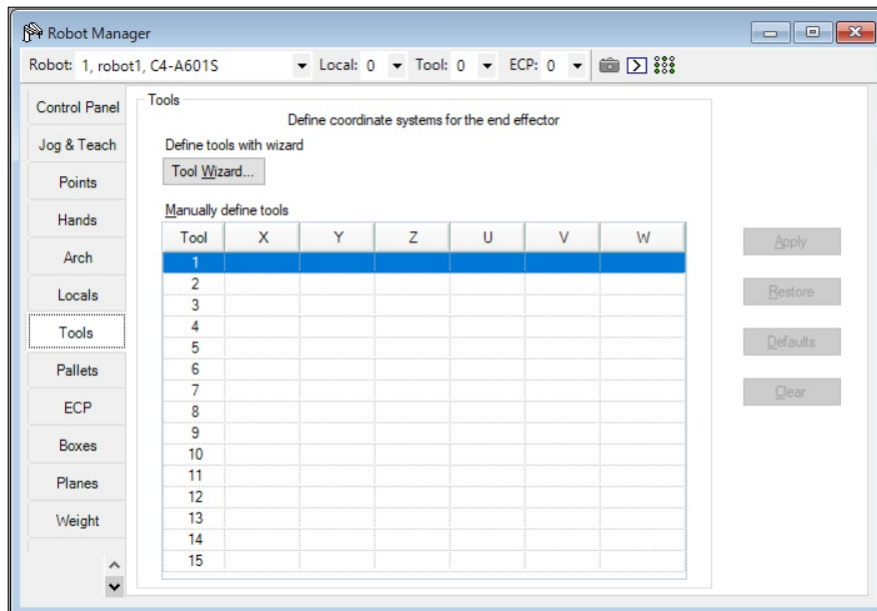 Robot Manager
Robot: 1, robot1, C4-A601S Local: 0 Tool: 0 ECP: 0
Control Panel
Jog & Teach
Points
Hands
Arch
Locals
Tools
Pallets
ECP
Boxes
Planes
Weight
Tools
Define coordinate systems for the end effector
Define tools with wizard
Tool Wizard...
Manually define tools
Tool X Y Z U V W
1
2
3
4
5
6
7
8
9
10
11
12
13
14
15
Apply
Restore
Defaults
Clear